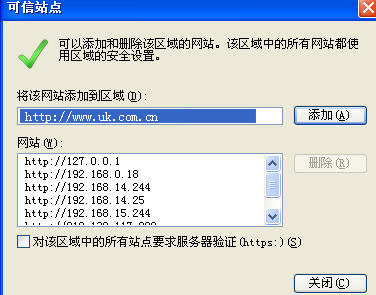 可信站点
可以添加和删除该区域的网站。该区域中的所有网站都使
用区域的安全设置。
将该网站添加到区域(D):
http://www.uk.com.cn
添加(A)
网站(W):
http://127.0.0.1
http://192.168.0.18
http://192.168.14.244
http://192.168.14.25
http://192.168.15.244
删除(R)
对该区域中的所有站点要求服务器验证(https:)(S)
关闭(C)